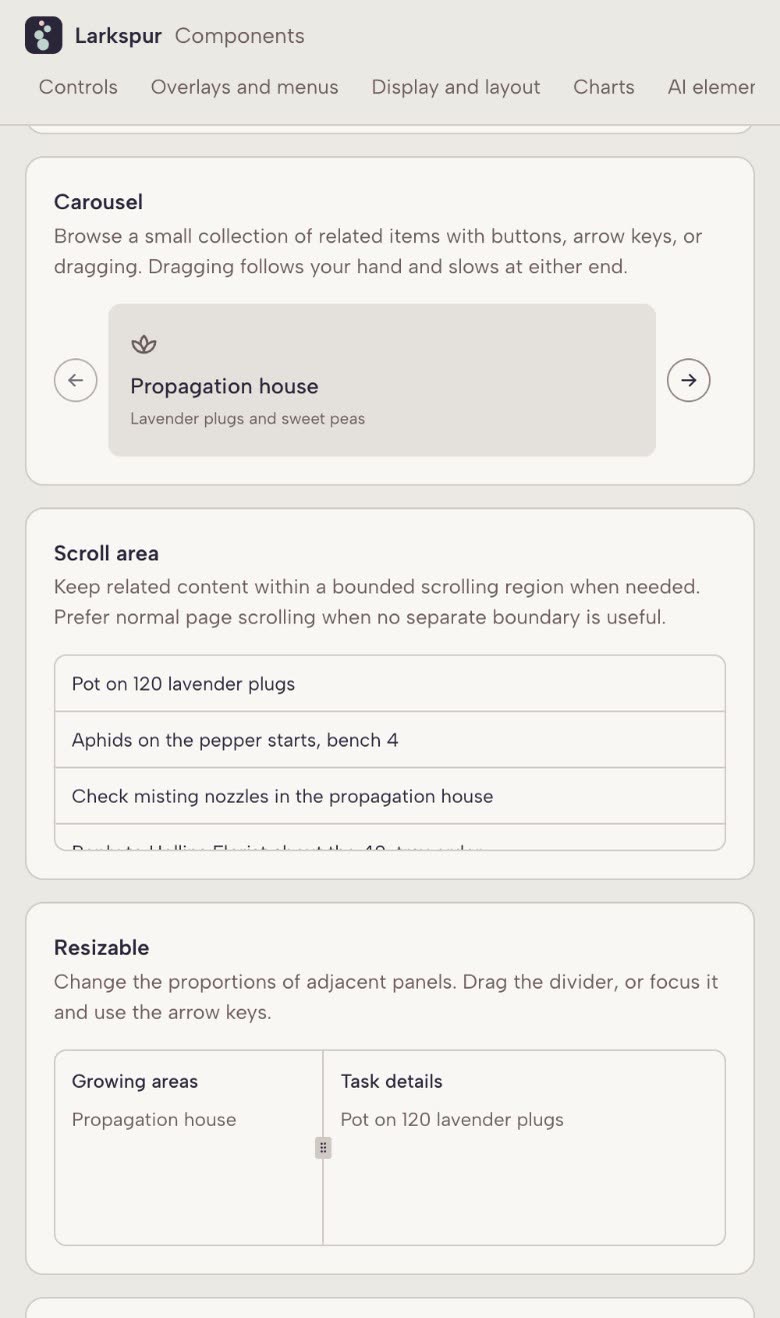 Larkspur Components
Controls Overlays and menus Display and layout Charts AI
Carousel
Browse a small collection of related items with buttons, arrow keys, or
dragging. Dragging follows your hand and slows at either end.
Propagation house
Lavender plugs and sweet peas
Scroll area
Keep related content within a bounded scrolling region when needed.
Prefer normal page scrolling when no separate boundary is useful.
Pot on 120 lavender plugs
Aphids on the pepper starts, bench 4
Check misting nozzles in the propagation house
Resizable
Change the proportions of adjacent panels. Drag the divider, or focus it
and use the arrow keys.
Growing areas
Propagation house
Task details
Pot on 120 lavender plugs